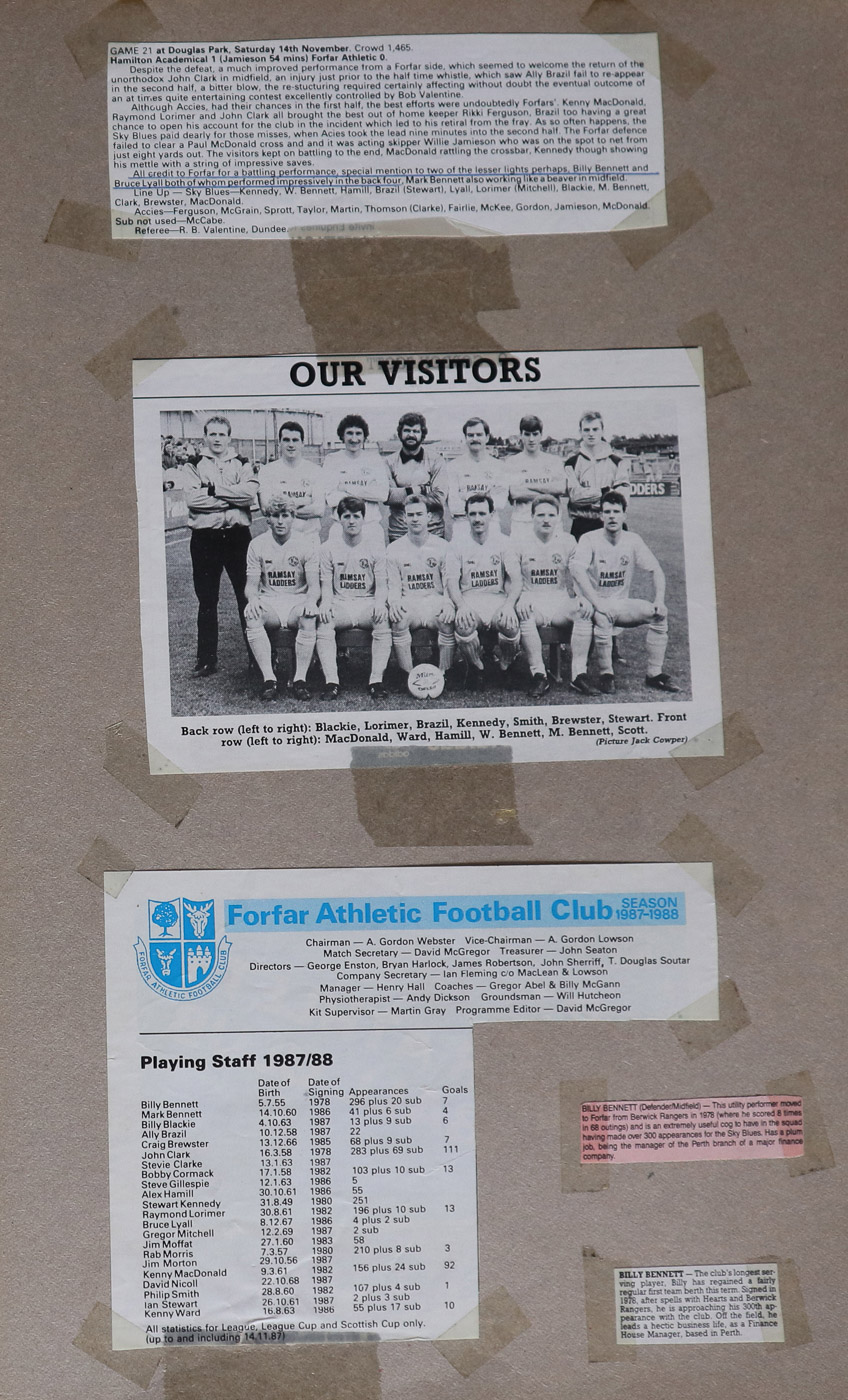 GAME 21 at Douglas Park, Saturday 14th November. Crowd 1,465.
Hamilton Academical 1 (Jamieson 54 mins) Forfar Athletic 0.
Despite the defeat, a much improved performance from a Forfar side, which seemed to welcome the return of the
unorthodox John Clark in midfield, an injury just prior to the half time whistle, which saw Ally Brazil fail to re-appear
in the second half, a bitter blow, the re-stucturing required certainly affecting without doubt the eventual outcome of
an at times quite entertaining contest excellently controlled by Bob Valentine.
Although Accies, had their chances in the first half, the best efforts were undoubtedly Forfars'. Kenny MacDonald,
Raymond Lorimer and John Clark all brought the best out of home keeper Rikki Ferguson, Brazil too having a great
chance to open his account for the club in the incident which led to his retiral from the fray. As so often happens, the
Sky Blues paid dearly for those misses, when Acies took the lead nine minutes into the second half. The Forfar defence
failed to clear a Paul McDonald cross and and it was acting skipper Willie Jamieson who was on the spot to net from
just eight yards out. The visitors kept on battling to the end, MacDonald rattling the crossbar, Kennedy though showing
his mettle with a string of impressive saves.
All credit to Forfar for a battling performance, special mention to two of the lesser lights perhaps, Billy Bennett and
Bruce Lyall both of whom performed impressively in the back four, Mark Bennett also working like a beaver in midfield.
Line Up — Sky Blues—Kennedy, W. Bennett, Hamill, Brazil (Stewart), Lyall, Lorimer (Mitchell), Blackie, M. Bennett,
Clark, Brewster, MacDonald.
Accies—Ferguson, McGrain, Sprott, Taylor, Martin, Thomson (Clarke), Fairlie, McKee, Gordon, Jamieson, McDonald.
Sub not used—McCabe.
Referee—R. B. Valentine, Dundee.
OUR VISITORS
RAMSAY
LADDERS
RAMSAY
LADDERS
RAMSAY
LADDERS
RAMSAY
LADDERS
RAMSAY
LADDERS
RAMSAY
LADDERS
Back row (left to right): Blackie, Lorimer, Brazil, Kennedy, Smith, Brewster, Stewart. Front
row (left to right): MacDonald, Ward, Hamill, W. Bennett, M. Bennett, Scott.
(Picture Jack Cowper)
FORFAR ATHLETIC FOOTBALL CLUB
Forfar Athletic Football Club SEASON 1987–1988
Chairman — A. Gordon Webster Vice-Chairman — A. Gordon Lowson
Match Secretary — David McGregor Treasurer — John Seaton
Directors — George Enston, Bryan Harlock, James Robertson, John Sherriff, T. Douglas Soutar
Company Secretary — Ian Fleming c/o MacLean & Lowson
Manager — Henry Hall Coaches — Gregor Abel & Billy McGann
Physiotherapist — Andy Dickson Groundsman — Will Hutcheon
Kit Supervisor — Martin Gray Programme Editor — David McGregor
Playing Staff 1987/88
Date of Birth Date of Signing Appearances Goals
Billy Bennett 5.7.55 1978 296 plus 20 sub 7
Mark Bennett 14.10.60 1986 41 plus 6 sub 4
Billy Blackie 4.10.63 1987 13 plus 9 sub 6
Ally Brazil 10.12.58 1987 22
Craig Brewster 13.12.66 1985 68 plus 9 sub 7
John Clark 16.3.58 1978 283 plus 69 sub 111
Stevie Clarke 13.1.63 1987
Bobby Cormack 17.1.58 1982 103 plus 10 sub 13
Steve Gillespie 12.1.63 1986 5
Alex Hamill 30.10.61 1986 55
Stewart Kennedy 31.8.49 1980 251
Raymond Lorimer 30.8.61 1982 196 plus 10 sub 13
Bruce Lyall 8.12.67 1986 4 plus 2 sub
Gregor Mitchell 12.2.69 1987 2 sub
Jim Moffat 27.1.60 1983 58
Rab Morris 7.3.57 1980 210 plus 8 sub 3
Jim Morton 29.10.56 1987
Kenny MacDonald 9.3.61 1982 156 plus 24 sub 92
David Nicoll 22.10.68 1987
Philip Smith 28.8.60 1982 107 plus 4 sub 1
Ian Stewart 26.10.61 1987 2 plus 3 sub
Kenny Ward 16.8.63 1986 55 plus 17 sub 10
All statistics for League, League Cup and Scottish Cup only.
(up to and including 14.11.87)
BILLY BENNETT (Defender/Midfield) — This utility performer moved
to Forfar from Berwick Rangers in 1978 (where he scored 8 times
in 68 outings) and is an extremely useful cog to have in the squad
having made over 300 appearances for the Sky Blues. Has a plum
job, being the manager of the Perth branch of a major finance
company.
BILLY BENNETT — The club's longest ser-
ving player, Billy has regained a fairly
regular first team berth this term. Signed in
1978, after spells with Hearts and Berwick
Rangers, he is approaching his 300th ap-
pearance with the club. Off the field, he
leads a hectic business life, as a Finance
House Manager, based in Perth.